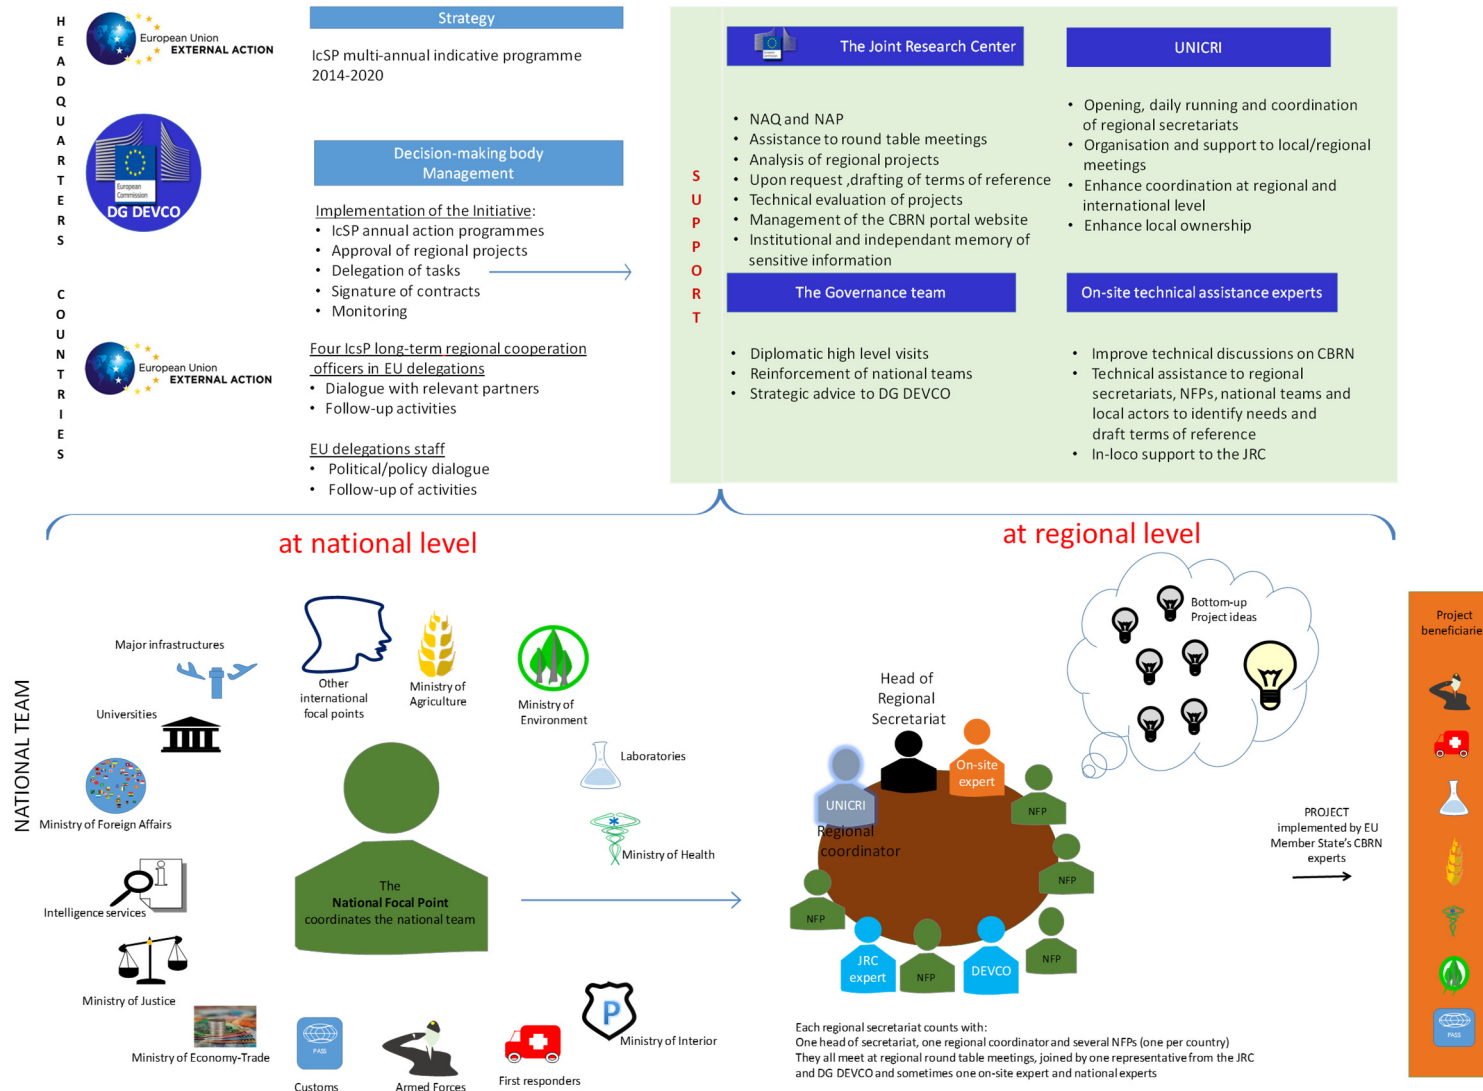 HEADQUARTERS
European Union
EXTERNAL ACTION
Strategy
IcSP multi-annual indicative programme
2014-2020
European
Commission
DG DEVCO
Decision-making body
Management
Implementation of the Initiative:
• IcSP annual action programmes
• Approval of regional projects
• Delegation of tasks
• Signature of contracts
• Monitoring
COUNTRIES
European Union
EXTERNAL ACTION
Four IcsP long-term regional cooperation
officers in EU delegations
• Dialogue with relevant partners
• Follow-up activities
EU delegations staff
• Political/policy dialogue
• Follow-up of activities
SUPPORT
The Joint Research Center
• NAQ and NAP
• Assistance to round table meetings
• Analysis of regional projects
• Upon request ,drafting of terms of reference
• Technical evaluation of projects
• Management of the CBRN portal website
• Institutional and independant memory of
sensitive information
UNICRI
• Opening, daily running and coordination
of regional secretariats
• Organisation and support to local/regional
meetings
• Enhance coordination at regional and
international level
• Enhance local ownership
The Governance team
• Diplomatic high level visits
• Reinforcement of national teams
• Strategic advice to DG DEVCO
On-site technical assistance experts
• Improve technical discussions on CBRN
• Technical assistance to regional
secretariats, NFPs, national teams and
local actors to identify needs and
draft terms of reference
• In-loco support to the JRC
at national level
NATIONAL TEAM
Major infrastructures
Other
international
focal points
Ministry of
Agriculture
Ministry of
Environment
Universities
Laboratories
Ministry of Foreign Affairs
Ministry of Health
The
National Focal Point
coordinates the national team
Intelligence services
Ministry of Justice
Ministry of Economy-Trade
PASS
Customs
Armed Forces
First responders
P
Ministry of Interior
at regional level
Bottom-up
Project ideas
Head of
Regional
Secretariat
On-site
expert
UNICRI
Regional
coordinator
NFP
NFP
NFP
NFP
NFP
JRC
expert
DEVCO
PROJECT
implemented by EU
Member State's CBRN
experts
Each regional secretariat counts with:
One head of secretariat, one regional coordinator and several NFPs (one per country)
They all meet at regional round table meetings, joined by one representative from the JRC
and DG DEVCO and sometimes one on-site expert and national experts
Project
beneficiarie
PASS